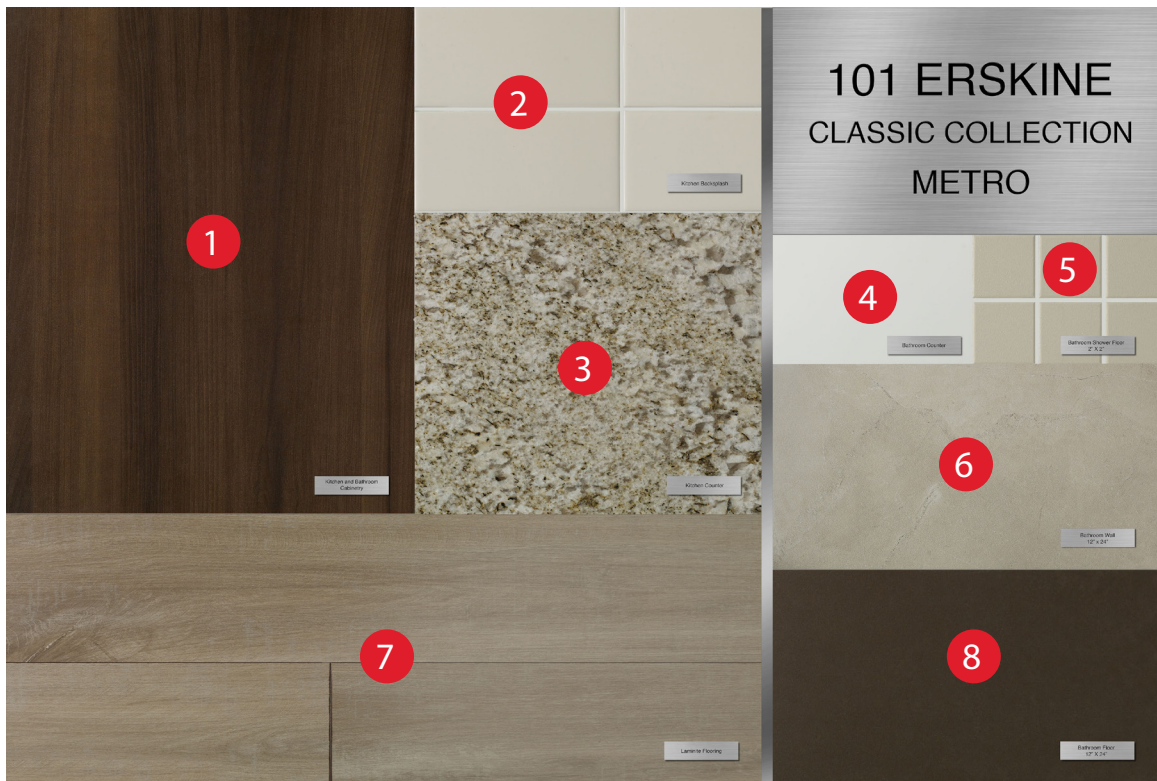 1
2
Kitchen Backsplash
101 ERSKINE
CLASSIC COLLECTION
METRO
3
Kitchen Counter
Kitchen and Bathroom
Cabinetry
4
Bathroom Counter
5
Bathroom Shower Floor
2" X 2"
6
Bathroom Wall
12" x 24"
7
Laminate Flooring
8
Bathroom Floor
12" X 24"